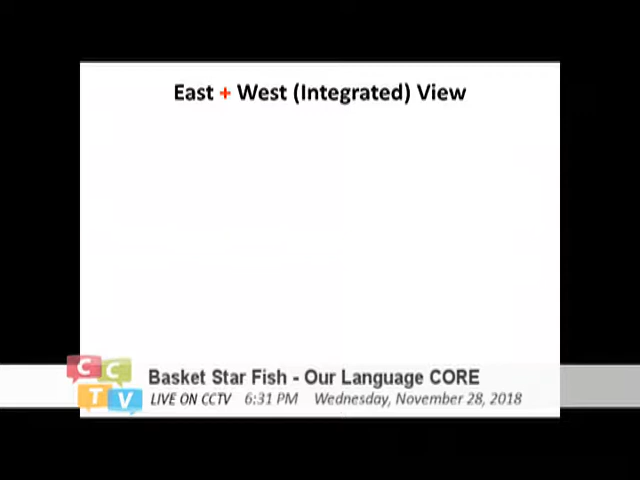 East + West (Integrated) View
C C
T V
Basket Star Fish - Our Language CORE
LIVE ON CCTV 6:31 PM Wednesday, November 28, 2018